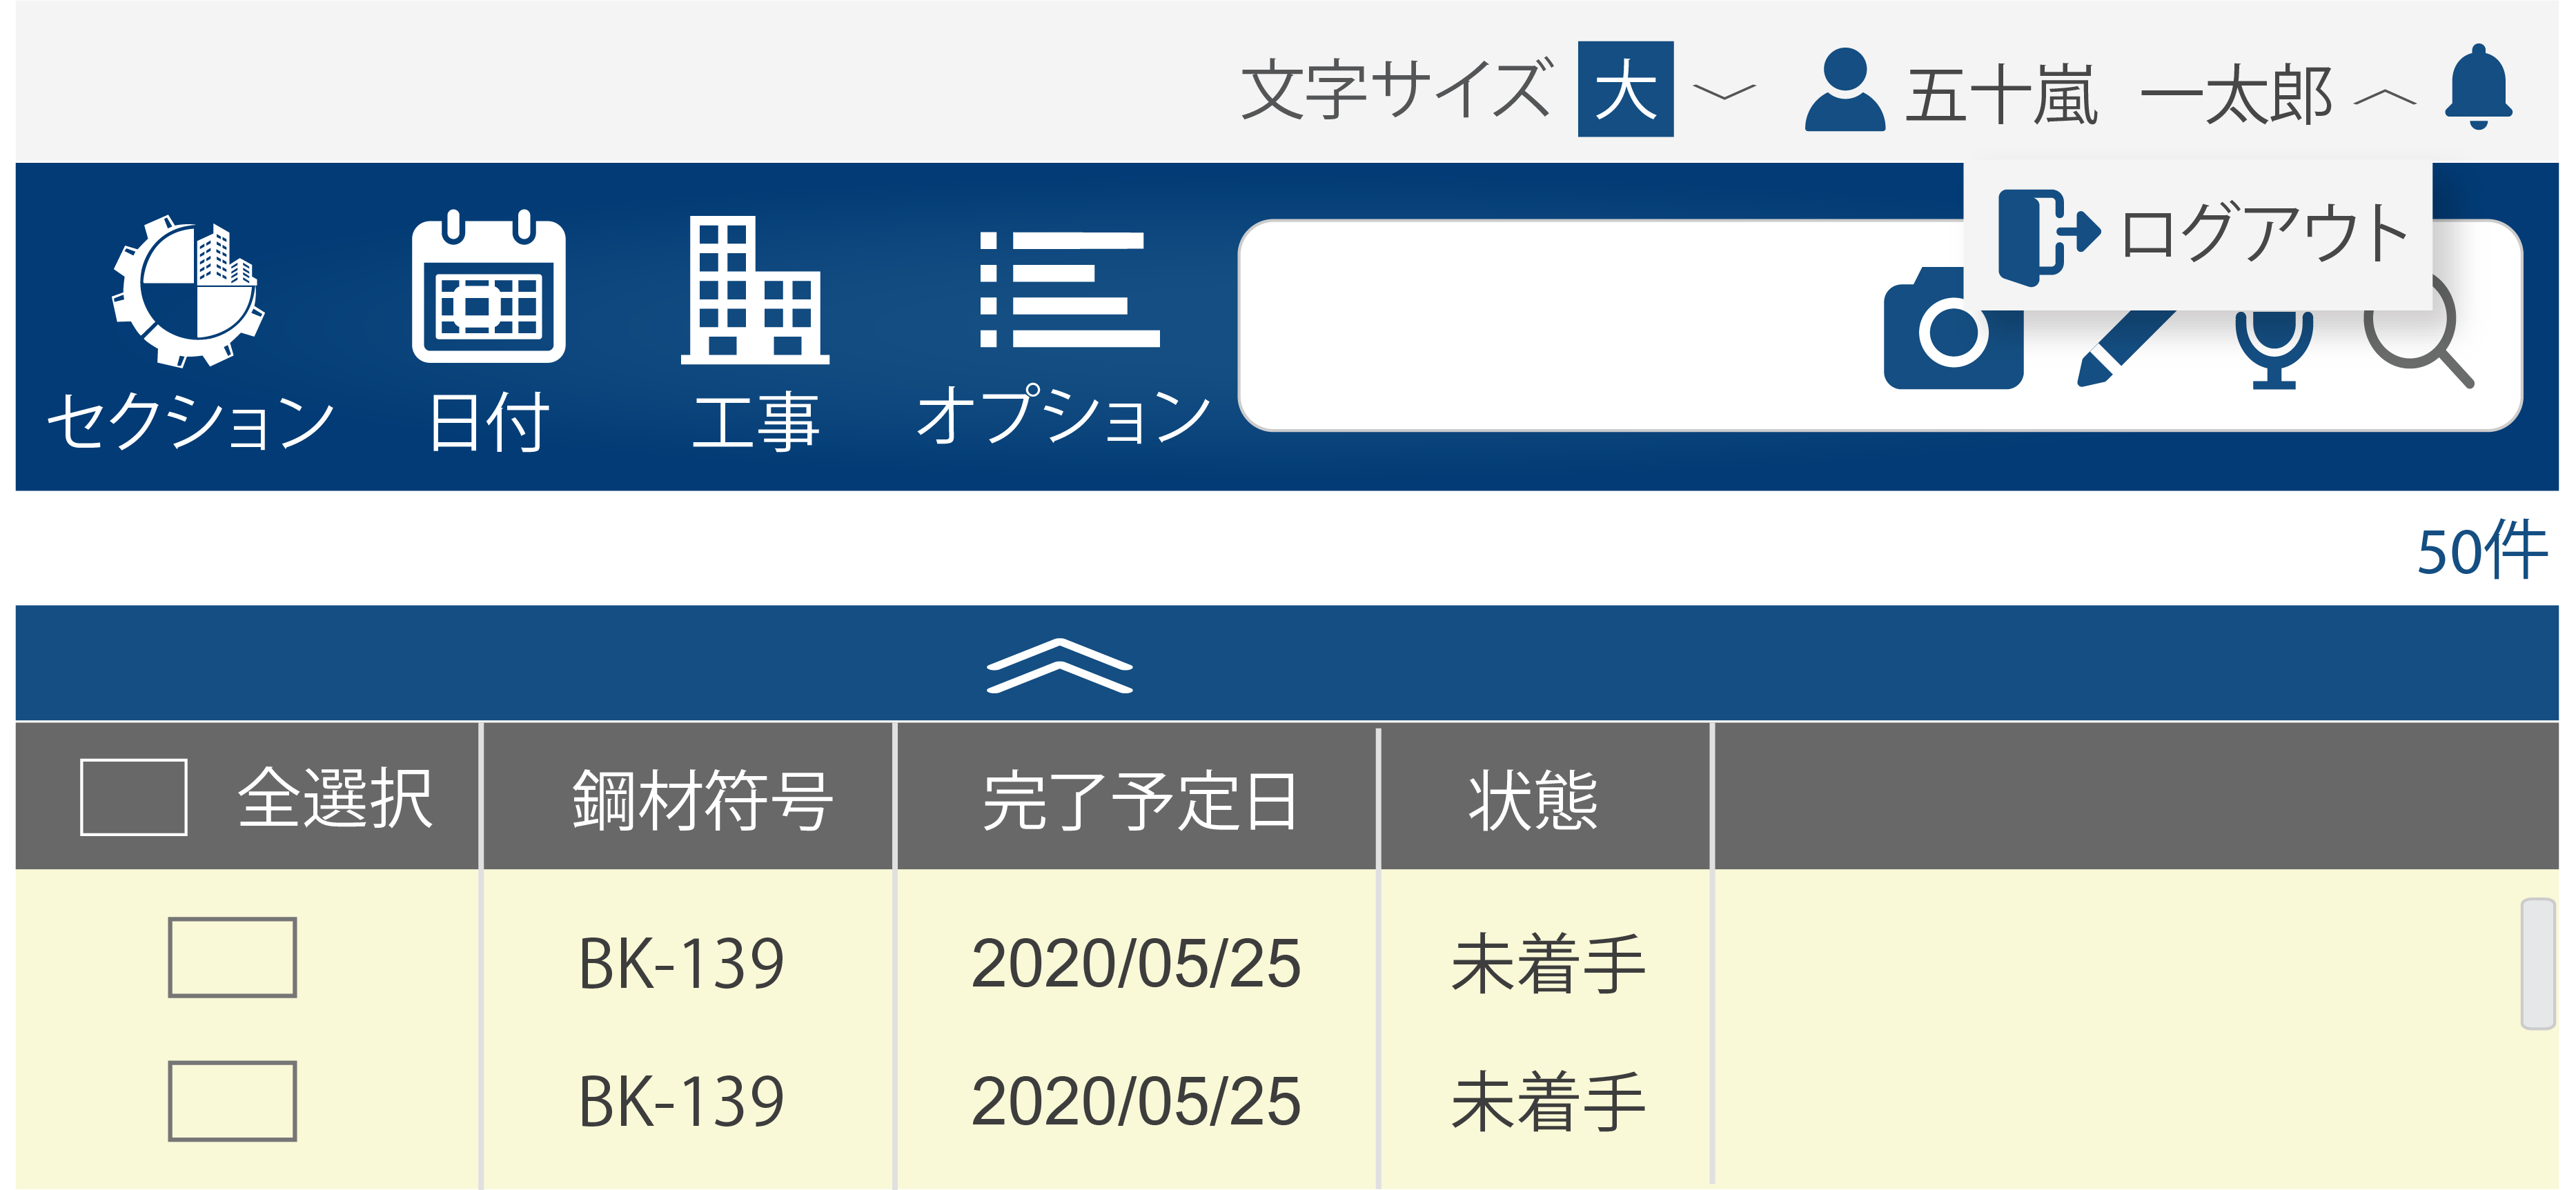 文字サイズ 大 五十嵐 一太郎
ログアウト
セクション 日付 工事 オプション
50件
全選択 鋼材符号 完了予定日 状態
BK-139 2020/05/25 未着手
BK-139 2020/05/25 未着手